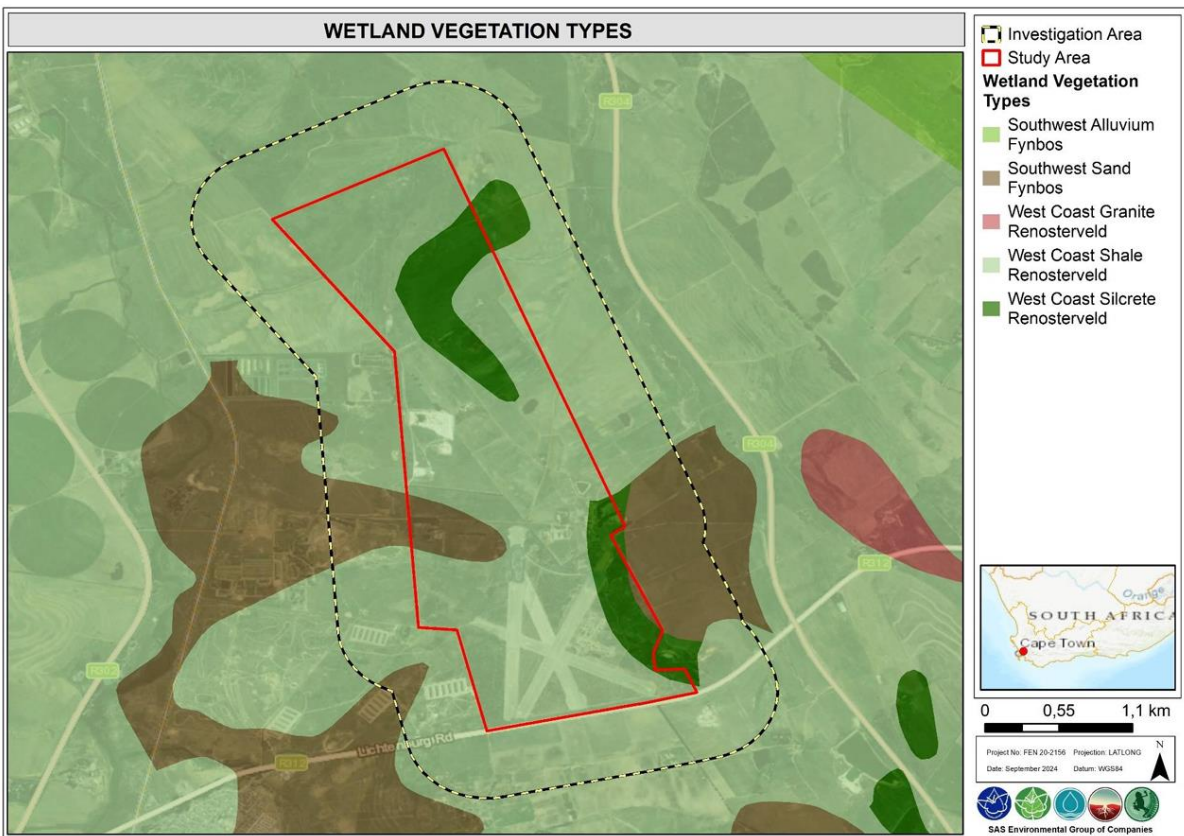 WETLAND VEGETATION TYPES
R304
R304
R312
R302
Lichtenburg Rd
R312
Investigation Area
Study Area
Wetland Vegetation
Types
Southwest Alluvium
Fynbos
Southwest Sand
Fynbos
West Coast Granite
Renosterveld
West Coast Shale
Renosterveld
West Coast Silcrete
Renosterveld
Orange
SOUTH AFRICA
Cape Town
0 0,55 1,1 km
Project No: FEN 20-2156 Projection: LATLONG
Date: September 2024 Datum: WGS84
N
SAS Environmental Group of Companies